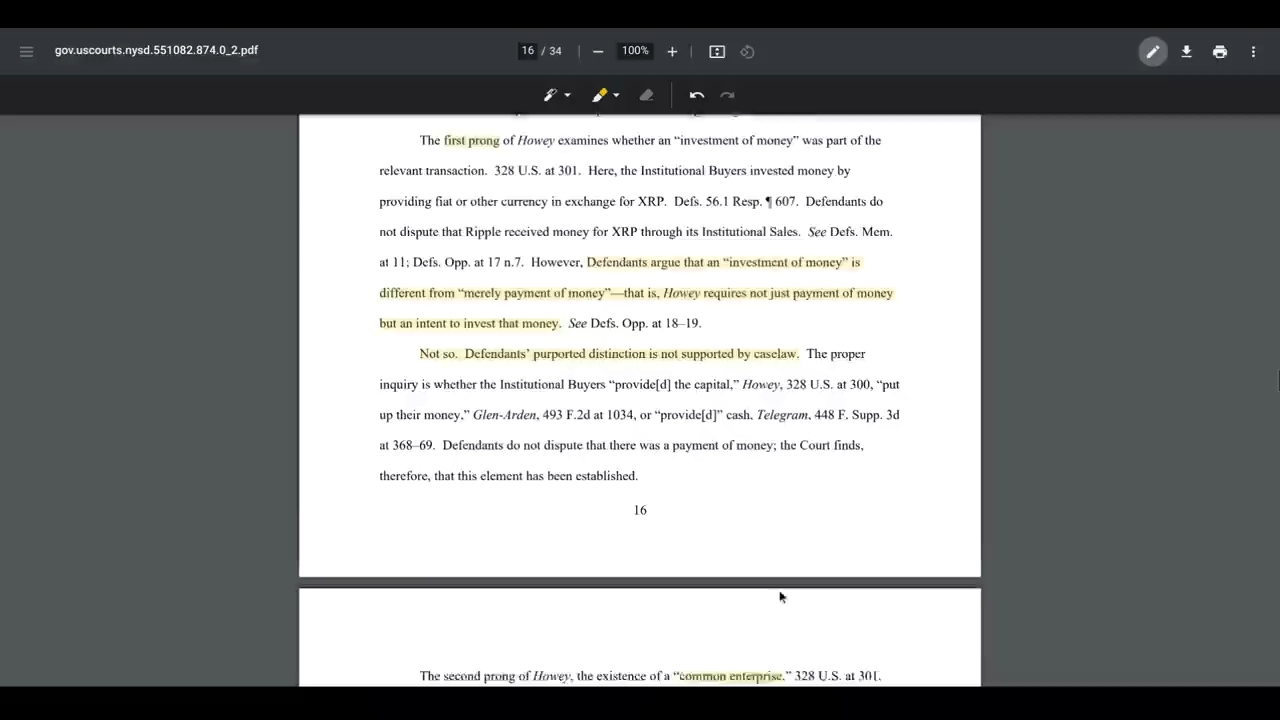 gov.uscourts.nysd.551082.874.0_2.pdf
16 / 34
100%
The first prong of Howey examines whether an “investment of money” was part of the
relevant transaction. 328 U.S. at 301. Here, the Institutional Buyers invested money by
providing fiat or other currency in exchange for XRP. Defs. 56.1 Resp. ¶ 607. Defendants do
not dispute that Ripple received money for XRP through its Institutional Sales. See Defs. Mem.
at 11; Defs. Opp. at 17 n.7. However, Defendants argue that an “investment of money” is
different from “merely payment of money”—that is, Howey requires not just payment of money
but an intent to invest that money. See Defs. Opp. at 18–19.
Not so. Defendants’ purported distinction is not supported by caselaw. The proper
inquiry is whether the Institutional Buyers “provide[d] the capital,” Howey, 328 U.S. at 300, “put
up their money,” Glen-Arden, 493 F.2d at 1034, or “provide[d]” cash, Telegram, 448 F. Supp. 3d
at 368–69. Defendants do not dispute that there was a payment of money; the Court finds,
therefore, that this element has been established.
16
The second prong of Howey, the existence of a “common enterprise,” 328 U.S. at 301,